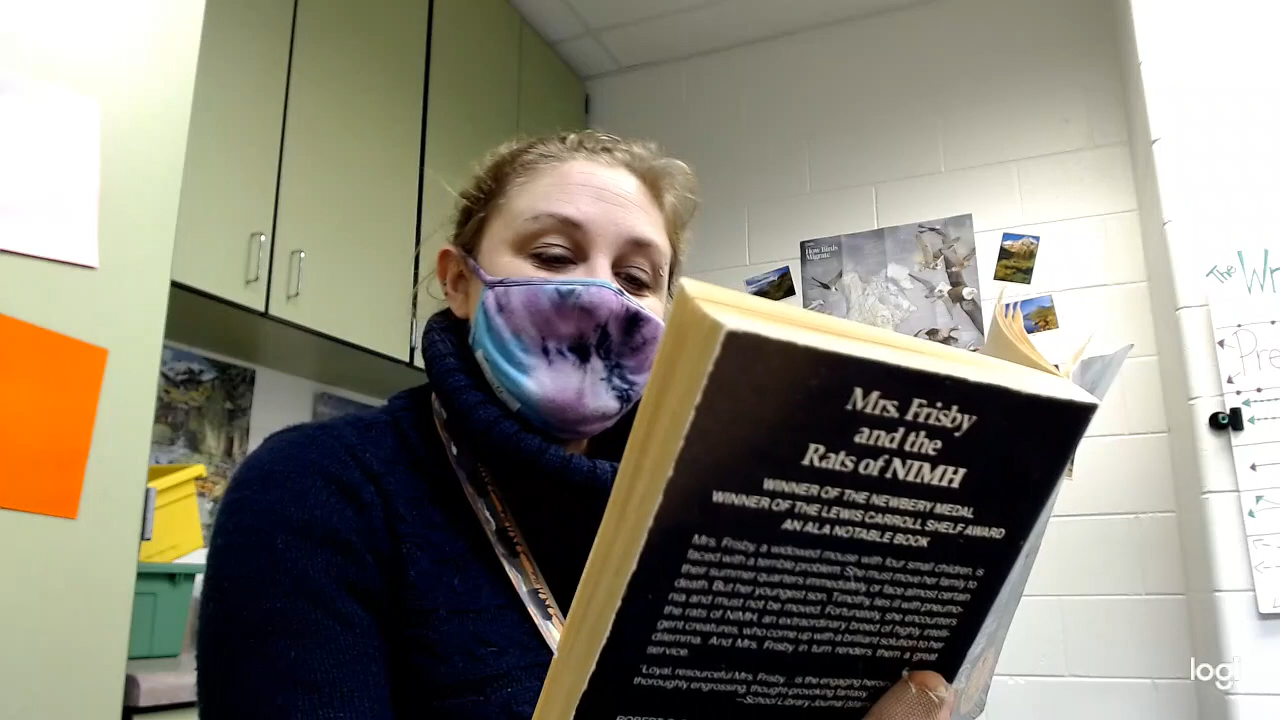 How Birds
Migrate
The Wr
Pre
Mrs. Frisby
and the
Rats of NIMH
WINNER OF THE NEWBERY MEDAL
WINNER OF THE LEWIS CARROLL SHELF AWARD
AN ALA NOTABLE BOOK
Mrs. Frisby, a widowed mouse with four small children, is
faced with a terrible problem. She must move her family to
their summer quarters immediately, or face almost certain
death. But her youngest son, Timothy, lies ill with pneumo-
nia and must not be moved. Fortunately, she encounters
the rats of NIMH, an extraordinary breed of highly intelli-
gent creatures, who come up with a brilliant solution to her
dilemma. And Mrs. Frisby in turn renders them a great
service.
"Loyal, resourceful Mrs. Frisby...is the engaging heroi
thoroughly engrossing, thought-provoking fantasy
—School Library Journal (star
ROBERT
logi